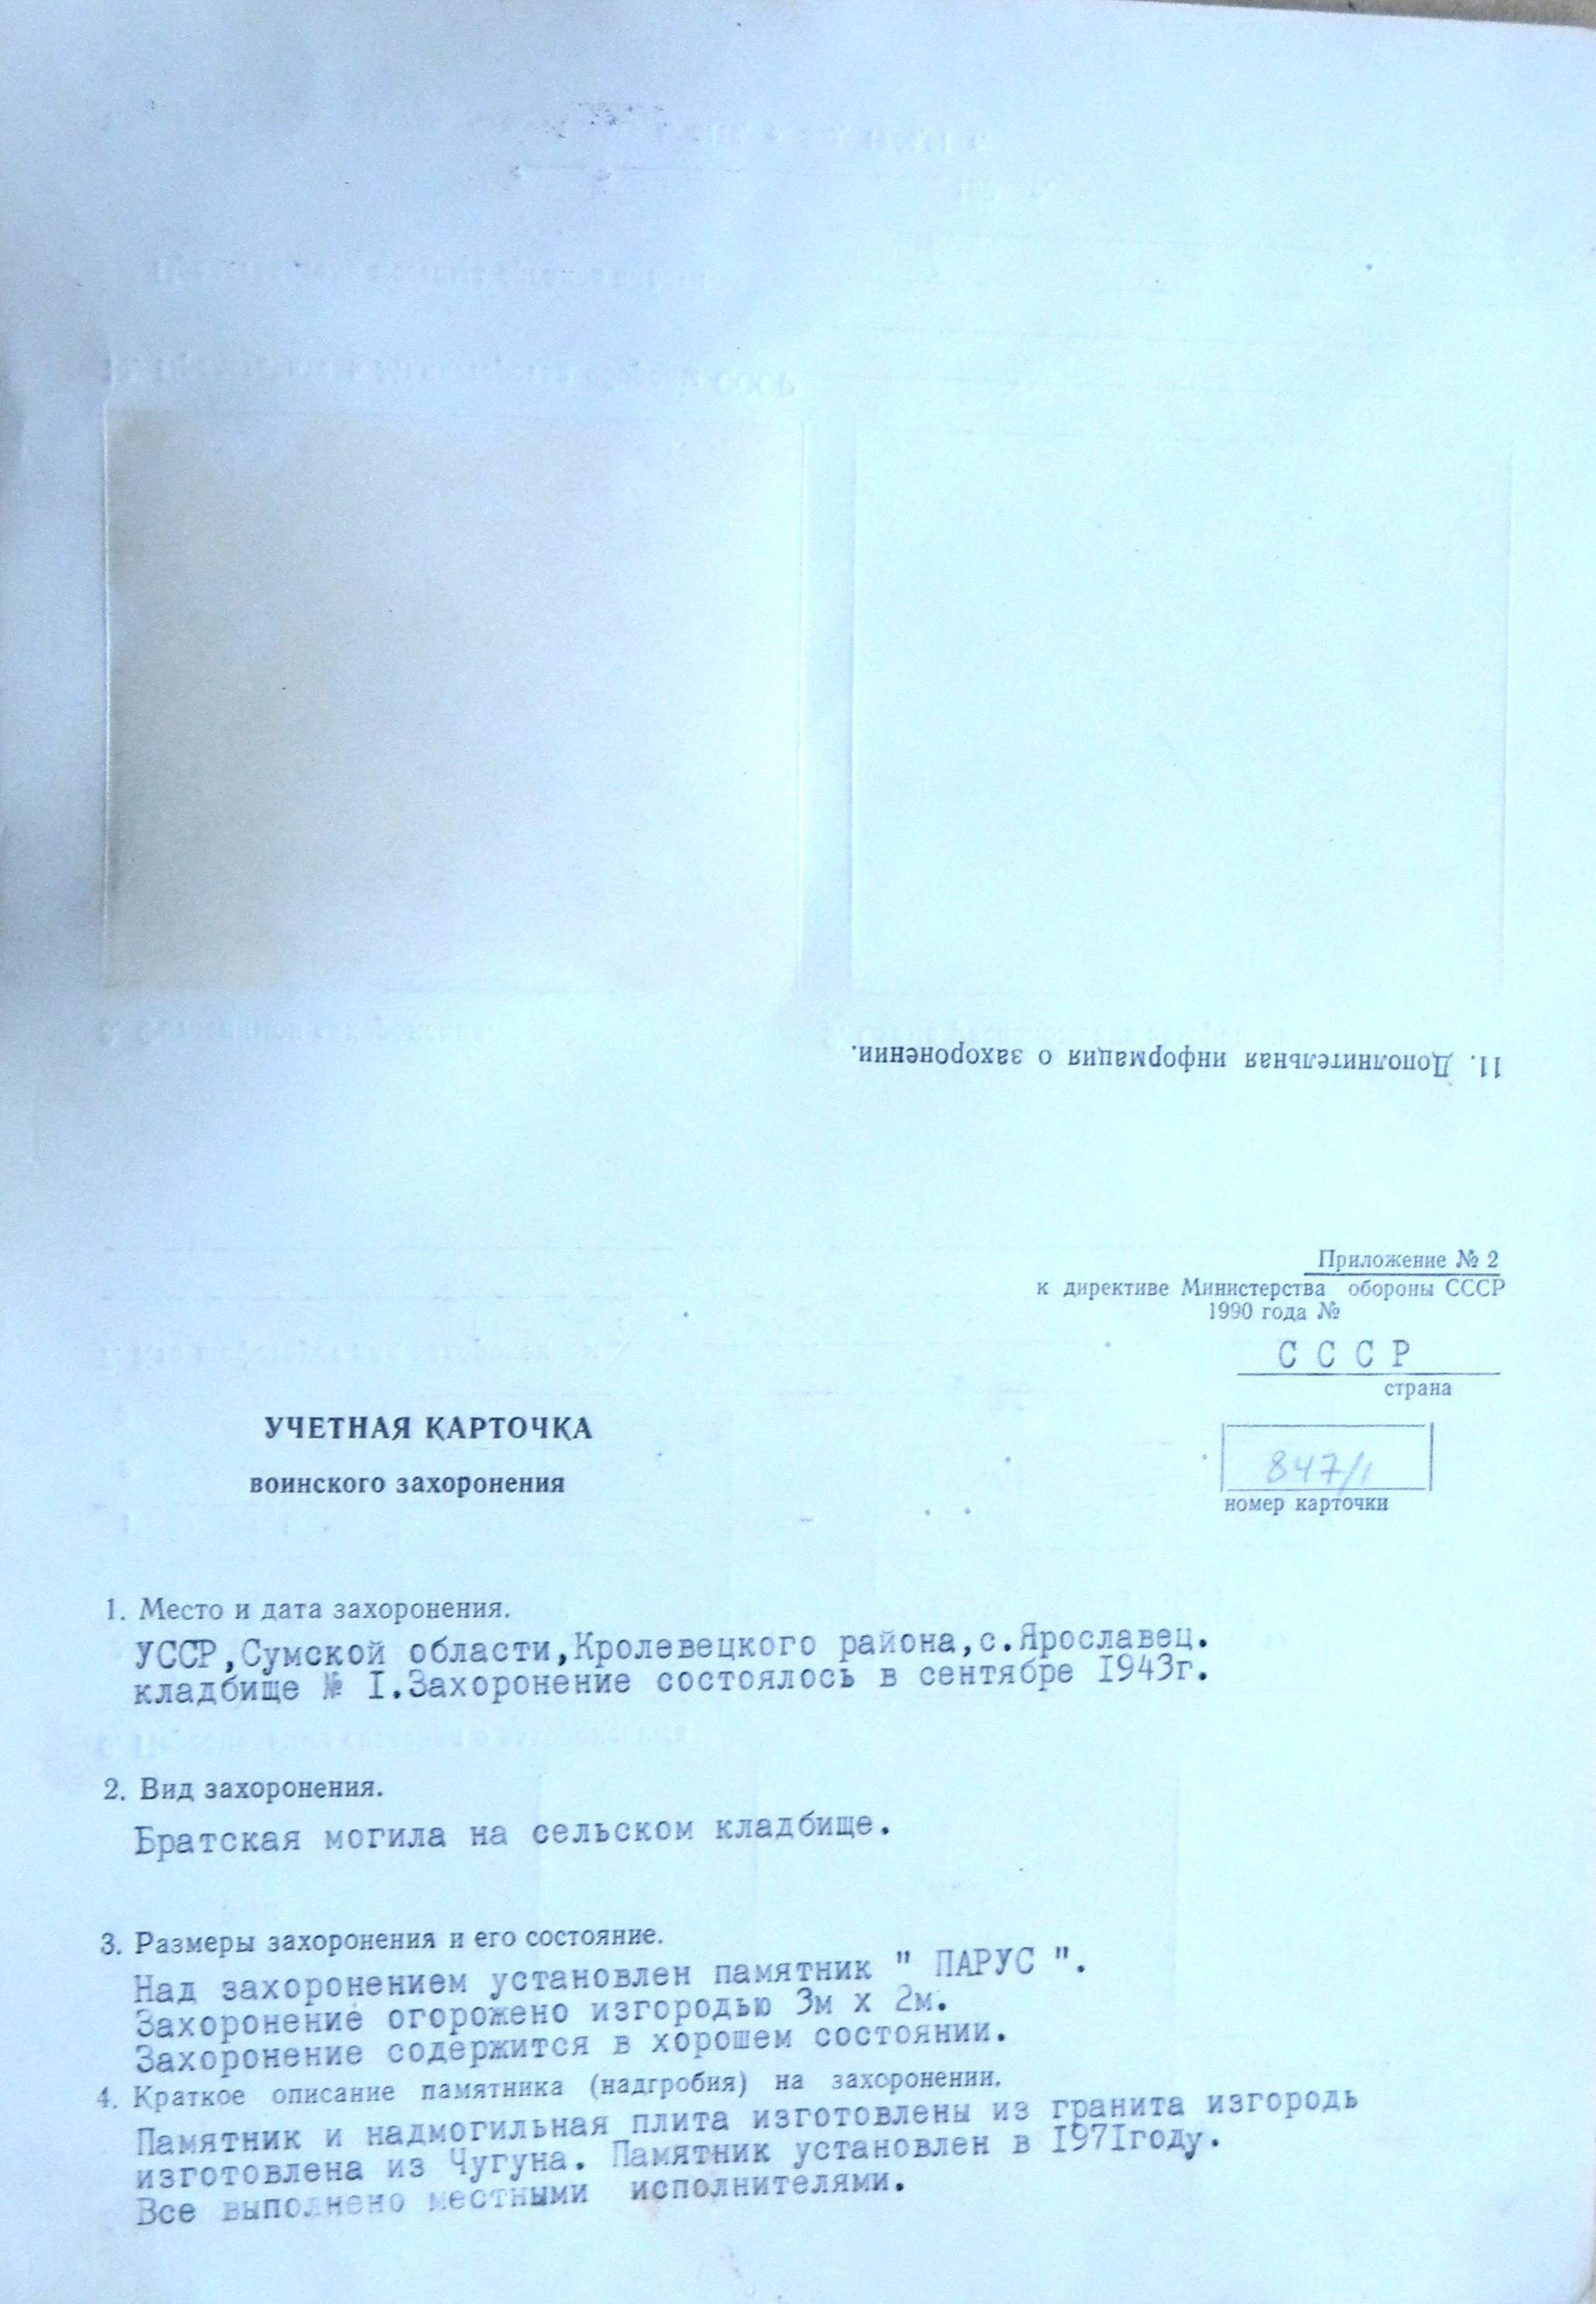 11. Дополнительная информация о захоронении.
Приложение № 2
к директиве Министерства обороны СССР
1990 года №
С С С Р
страна
УЧЕТНАЯ КАРТОЧКА
воинского захоронения
847/1
номер карточки
1. Место и дата захоронения.
УССР,Сумской области,Кролевецкого района,с.Ярославец.
кладбище № I.Захоронение состоялось в сентябре 1943г.
2. Вид захоронения.
Братская могила на сельском кладбище.
3. Размеры захоронения и его состояние.
Над захоронением установлен памятник " ПАРУС ".
Захоронение огорожено изгородью 3м х 2м.
Захоронение содержится в хорошем состоянии.
4. Краткое описание памятника (надгробия) на захоронении.
Памятник и надмогильная плита изготовлены из гранита изгородь
изготовлена из Чугуна. Памятник установлен в 1971году.
Все выполнено местными исполнителями.